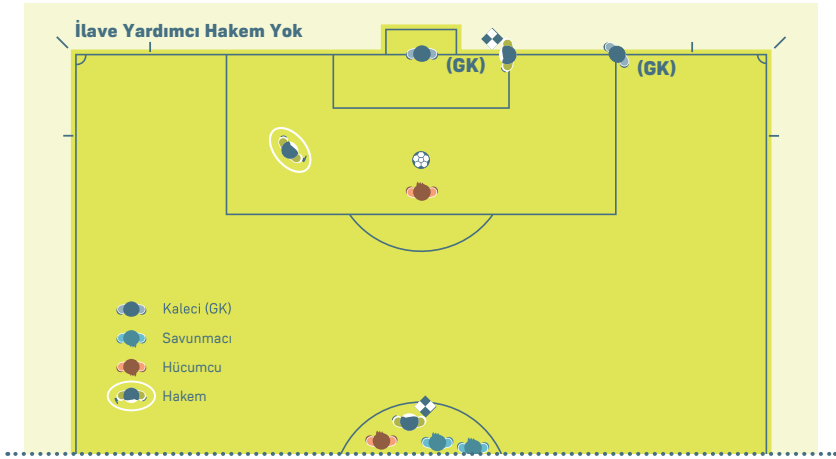 İlave Yardımcı Hakem Yok
(GK)
(GK)
Kaleci (GK)
Savunmacı
Hücumcu
Hakem